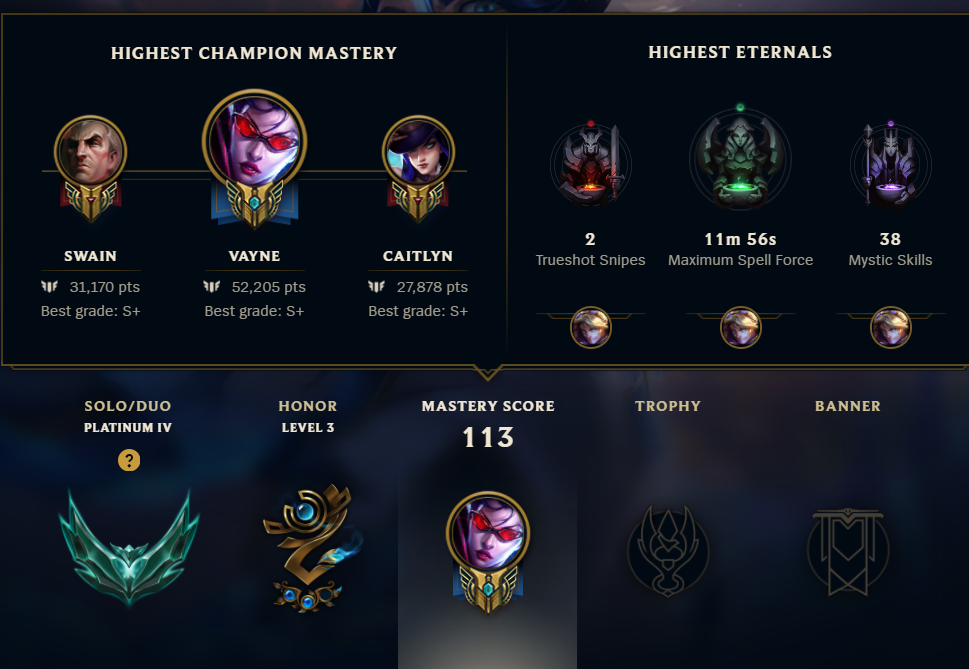 HIGHEST CHAMPION MASTERY
SWAIN
31,170 pts
Best grade: S+
VAYNE
52,205 pts
Best grade: S+
CAITLYN
27,878 pts
Best grade: S+
HIGHEST ETERNALS
2
Trueshot Snipes
11m 56s
Maximum Spell Force
38
Mystic Skills
SOLO/DUO
PLATINUM IV
?
HONOR
LEVEL 3
MASTERY SCORE
113
TROPHY
BANNER